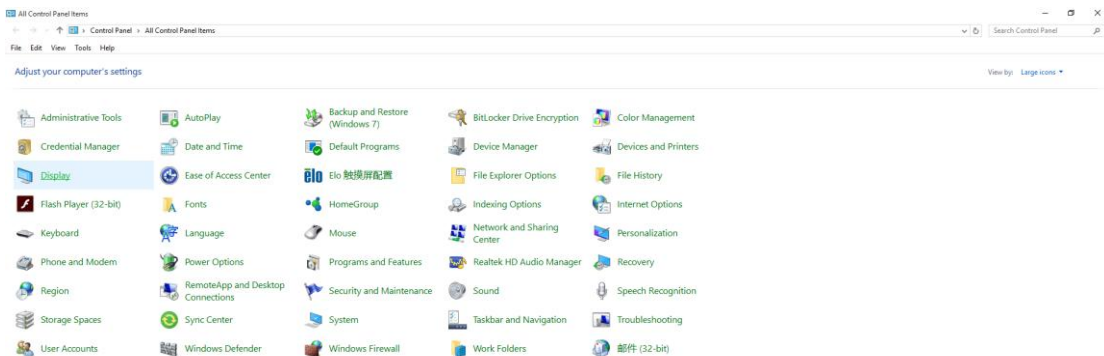 All Control Panel Items
Control Panel > All Control Panel Items
Search Control Panel
File Edit View Tools Help
Adjust your computer's settings
View by: Large icons
Administrative Tools
AutoPlay
Backup and Restore
(Windows 7)
BitLocker Drive Encryption
Color Management
Credential Manager
Date and Time
Default Programs
Device Manager
Devices and Printers
Display
Ease of Access Center
elo
Elo 触摸屏配置
File Explorer Options
File History
Flash Player (32-bit)
Fonts
HomeGroup
Indexing Options
Internet Options
Keyboard
Language
Mouse
Network and Sharing
Center
Personalization
Phone and Modem
Power Options
Programs and Features
Realtek HD Audio Manager
Recovery
Region
RemoteApp and Desktop
Connections
Security and Maintenance
Sound
Speech Recognition
Storage Spaces
Sync Center
System
Taskbar and Navigation
Troubleshooting
User Accounts
Windows Defender
Windows Firewall
Work Folders
邮件 (32-bit)